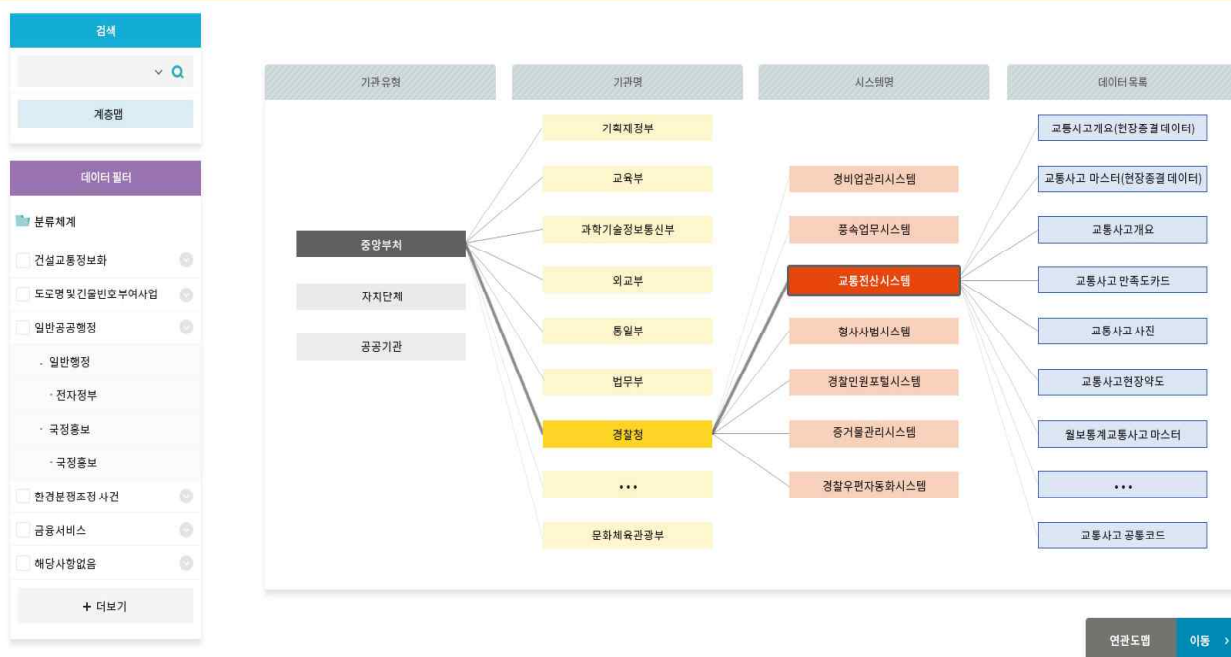 검색
계층맵
데이터 필터
분류체계
건설교통정보화
도로명및건물번호부여사업
일반공공행정
. 일반행정
· 전자정부
· 국정홍보
· 국정홍보
환경분쟁조정 사건
금융서비스
해당사항없음
+ 더보기
기관유형
중앙부처
자치단체
공공기관
기관명
기획재정부
교육부
과학기술정보통신부
외교부
통일부
법무부
경찰청
•••
문화체육관광부
시스템명
경비업관리시스템
풍속업무시스템
교통전산시스템
형사사법시스템
경찰민원포털시스템
증거물관리시스템
경찰우편자동화시스템
데이터목록
교통사고개요(현장종결데이터)
교통사고 마스터(현장종결 데이터)
교통사고개요
교통사고 만족도카드
교통사고 사진
교통사고현장약도
월보통계교통사고 마스터
•••
교통사고 공통코드
연관도맵
이동 >